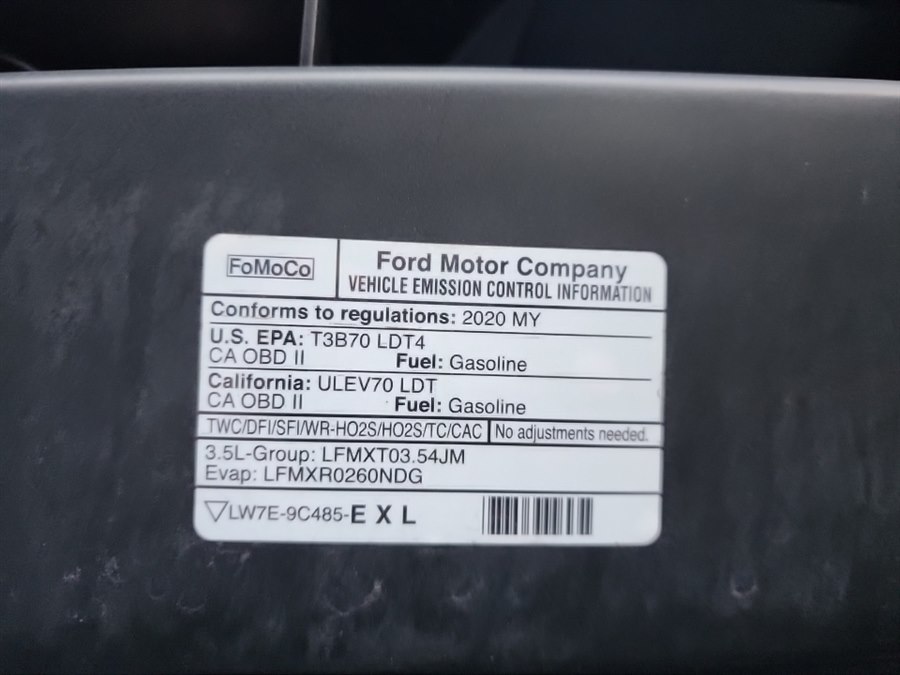 FoMoCo
Ford Motor Company
VEHICLE EMISSION CONTROL INFORMATION
Conforms to regulations: 2020 MY
U.S. EPA: T3B70 LDT4
CA OBD II Fuel: Gasoline
California: ULEV70 LDT
CA OBD II Fuel: Gasoline
TWC/DFI/SFI/WR-HO2S/HO2S/TC/CAC No adjustments needed.
3.5L-Group: LFMXT03.54JM
Evap: LFMXR0260NDG
▽LW7E-9C485-E X L